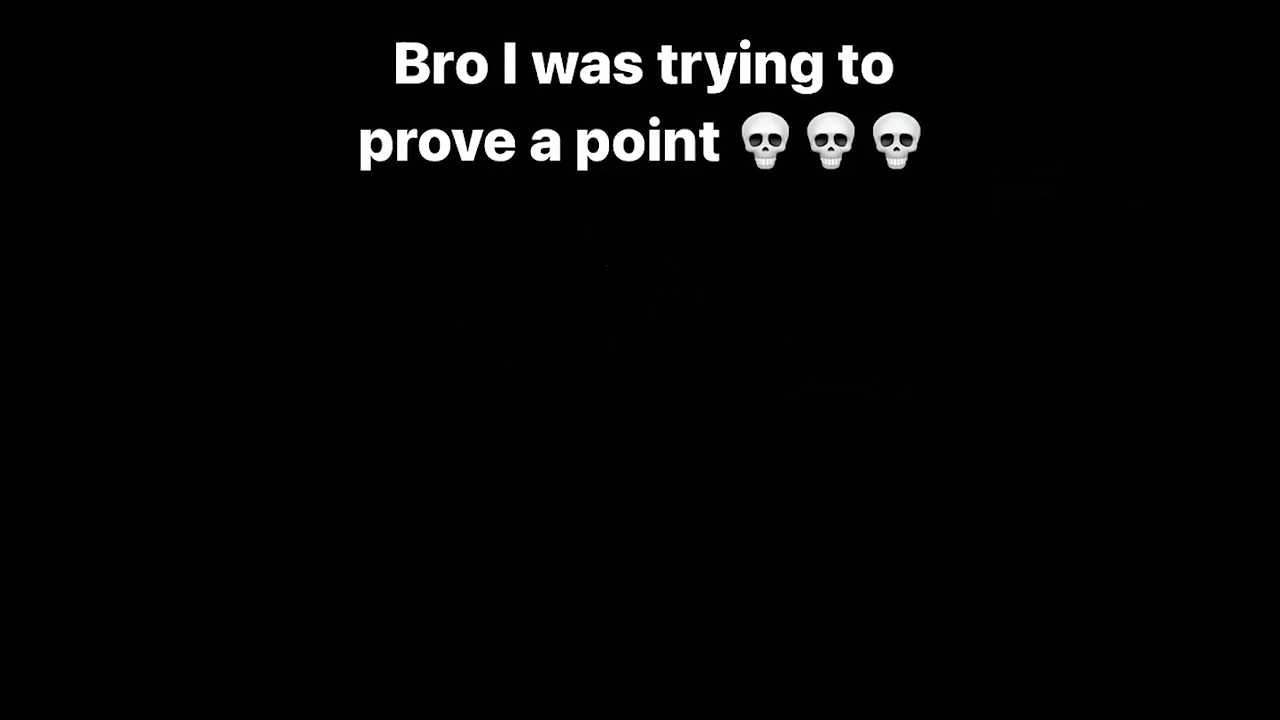 Bro I was trying to
prove a point 💀💀💀